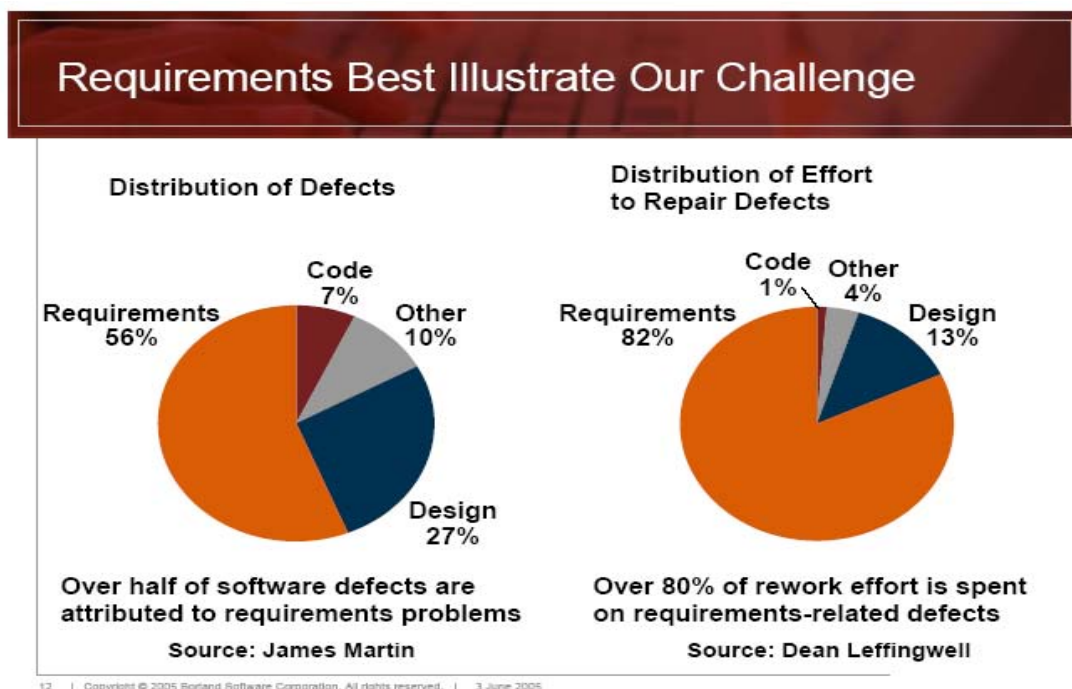 Requirements Best Illustrate Our Challenge
Distribution of Defects
Code
7%
Requirements
56%
Other
10%
Design
27%
Over half of software defects are
attributed to requirements problems
Source: James Martin
Distribution of Effort
to Repair Defects
Code
1%
Other
4%
Requirements
82%
Design
13%
Over 80% of rework effort is spent
on requirements-related defects
Source: Dean Leffingwell
12 | Copyright © 2005 Borland Software Corporation. All rights reserved. | 3 June 2005